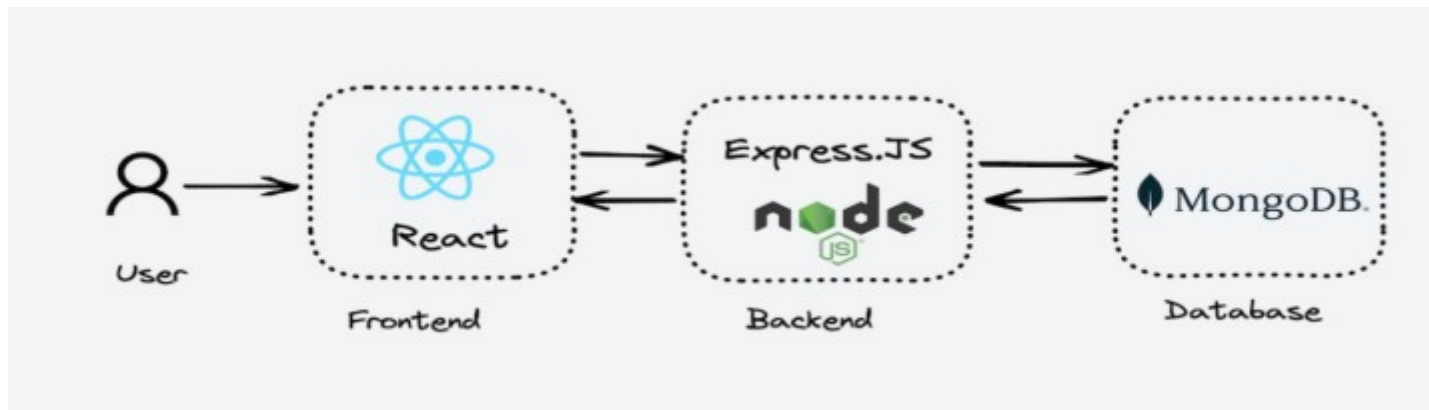 User
React
Frontend
Express.JS
node
JS
Backend
MongoDB.
Database